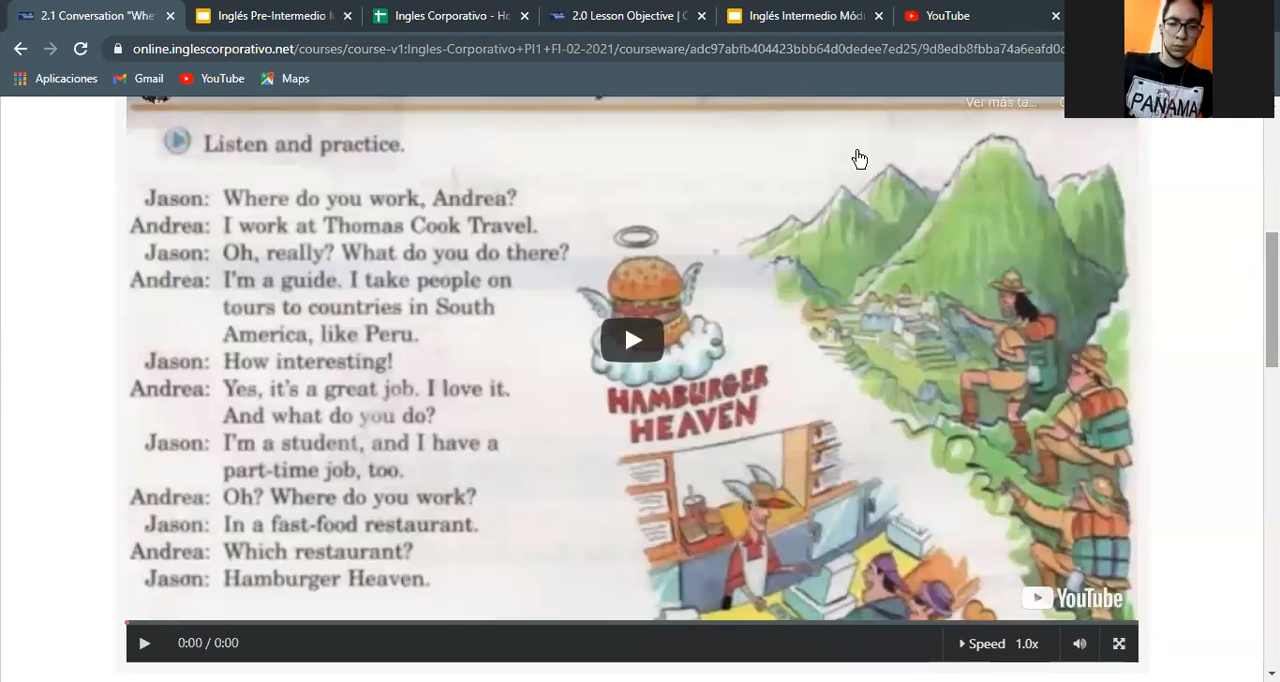 2.1 Conversation "Whe
Inglés Pre-Intermedio
Ingles Corporativo - Ho
2.0 Lesson Objective | C
Inglés Intermedio Módu
YouTube
online.inglescorporativo.net/courses/course-v1:Ingles-Corporativo+PI1+FI-02-2021/courseware/adc97abfb404423bbb64d0dedee7ed25/9d8edb8fbba74a6eafd0c
Aplicaciones
Gmail
YouTube
Maps
PANAMA
Ver más ta...
Listen and practice.
Jason: Where do you work, Andrea?
Andrea: I work at Thomas Cook Travel.
Jason: Oh, really? What do you do there?
Andrea: I'm a guide. I take people on
tours to countries in South
America, like Peru.
Jason: How interesting!
Andrea: Yes, it's a great job. I love it.
And what do you do?
Jason: I'm a student, and I have a
part-time job, too.
Andrea: Oh? Where do you work?
Jason: In a fast-food restaurant.
Andrea: Which restaurant?
Jason: Hamburger Heaven.
HAMBURGER
HEAVEN
YouTube
0:00 / 0:00
Speed 1.0x